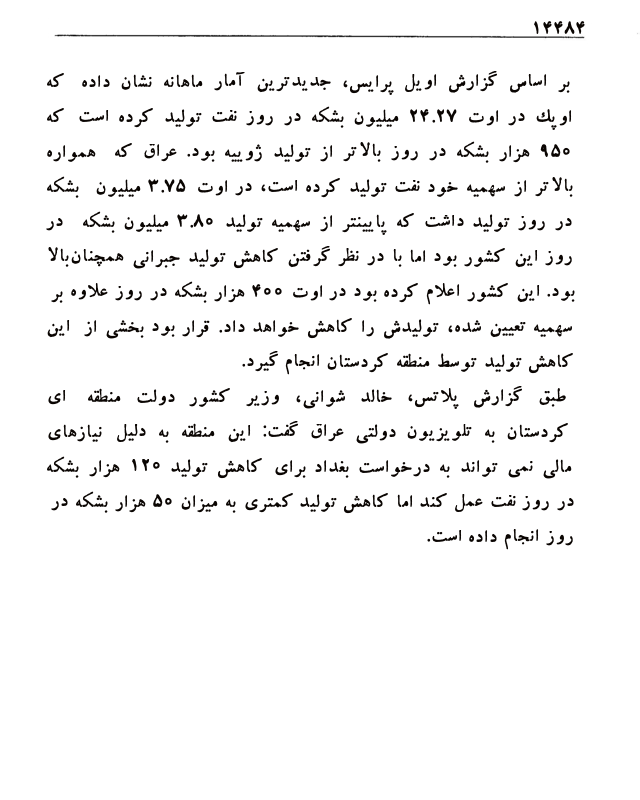 ۱۴۴۸۴
بر اساس گزارش اویل پرایس، جدیدترین آمار ماهانه نشان داده که
اوپك در اوت ۲۴.۲۷ میلیون بشکه در روز نفت تولید کرده است که
۹۵۰ هزار بشکه در روز بالاتر از تولید ژوییه بود. عراق که همواره
بالاتر از سهمیه خود نفت تولید کرده است، در اوت ۳.۷۵ میلیون بشکه
در روز تولید داشت که پایینتر از سهمیه تولید ۳.۸۰ میلیون بشکه در
روز این کشور بود اما با در نظر گرفتن کاهش تولید جبرانی همچنان‌بالا
بود. این کشور اعلام کرده بود در اوت ۴۰۰ هزار بشکه در روز علاوه بر
سهمیه تعیین شده، تولیدش را کاهش خواهد داد. قرار بود بخشی از این
کاهش تولید توسط منطقه کردستان انجام گیرد.
طبق گزارش پلاتس، خالد شوانی، وزیر کشور دولت منطقه ای
کردستان به تلویزیون دولتی عراق گفت: این منطقه به دلیل نیازهای
مالی نمی تواند به درخواست بغداد برای کاهش تولید ۱۲۰ هزار بشکه
در روز نفت عمل کند اما کاهش تولید کمتری به میزان ۵۰ هزار بشکه در
روز انجام داده است.